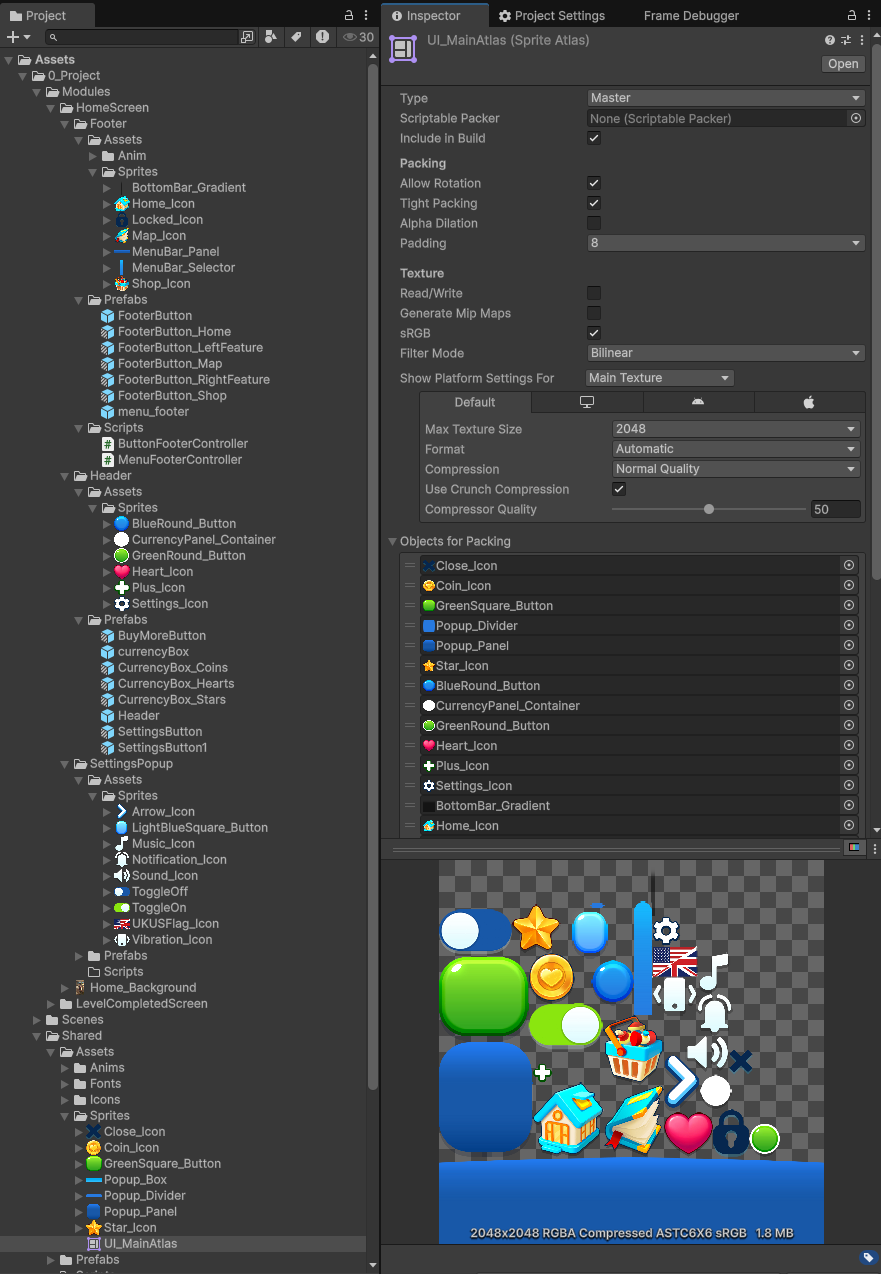 Project
30
Assets
0_Project
Modules
HomeScreen
Footer
Assets
Anim
Sprites
BottomBar_Gradient
Home_Icon
Locked_Icon
Map_Icon
MenuBar_Panel
MenuBar_Selector
Shop_Icon
Prefabs
FooterButton
FooterButton_Home
FooterButton_LeftFeature
FooterButton_Map
FooterButton_RightFeature
FooterButton_Shop
menu_footer
Scripts
ButtonFooterController
MenuFooterController
Header
Assets
Sprites
BlueRound_Button
CurrencyPanel_Container
GreenRound_Button
Heart_Icon
Plus_Icon
Settings_Icon
Prefabs
BuyMoreButton
currencyBox
CurrencyBox_Coins
CurrencyBox_Hearts
CurrencyBox_Stars
Header
SettingsButton
SettingsButton1
SettingsPopup
Assets
Sprites
Arrow_Icon
LightBlueSquare_Button
Music_Icon
Notification_Icon
Sound_Icon
ToggleOff
ToggleOn
UKUSFlag_Icon
Vibration_Icon
Prefabs
Scripts
Home_Background
LevelCompletedScreen
Scenes
Shared
Assets
Anims
Fonts
Icons
Sprites
Close_Icon
Coin_Icon
GreenSquare_Button
Popup_Box
Popup_Divider
Popup_Panel
Star_Icon
UI_MainAtlas
Prefabs
Inspector Project Settings Frame Debugger
UI_MainAtlas (Sprite Atlas)
Open
Type Master
Scriptable Packer None (Scriptable Packer)
Include in Build
Packing
Allow Rotation
Tight Packing
Alpha Dilation
Padding 8
Texture
Read/Write
Generate Mip Maps
sRGB
Filter Mode Bilinear
Show Platform Settings For Main Texture
Default
Max Texture Size 2048
Format Automatic
Compression Normal Quality
Use Crunch Compression
Compressor Quality 50
Objects for Packing
Close_Icon
Coin_Icon
GreenSquare_Button
Popup_Divider
Popup_Panel
Star_Icon
BlueRound_Button
CurrencyPanel_Container
GreenRound_Button
Heart_Icon
Plus_Icon
Settings_Icon
BottomBar_Gradient
Home_Icon
2048x2048 RGBA Compressed ASTC6X6 sRGB 1.8 MB